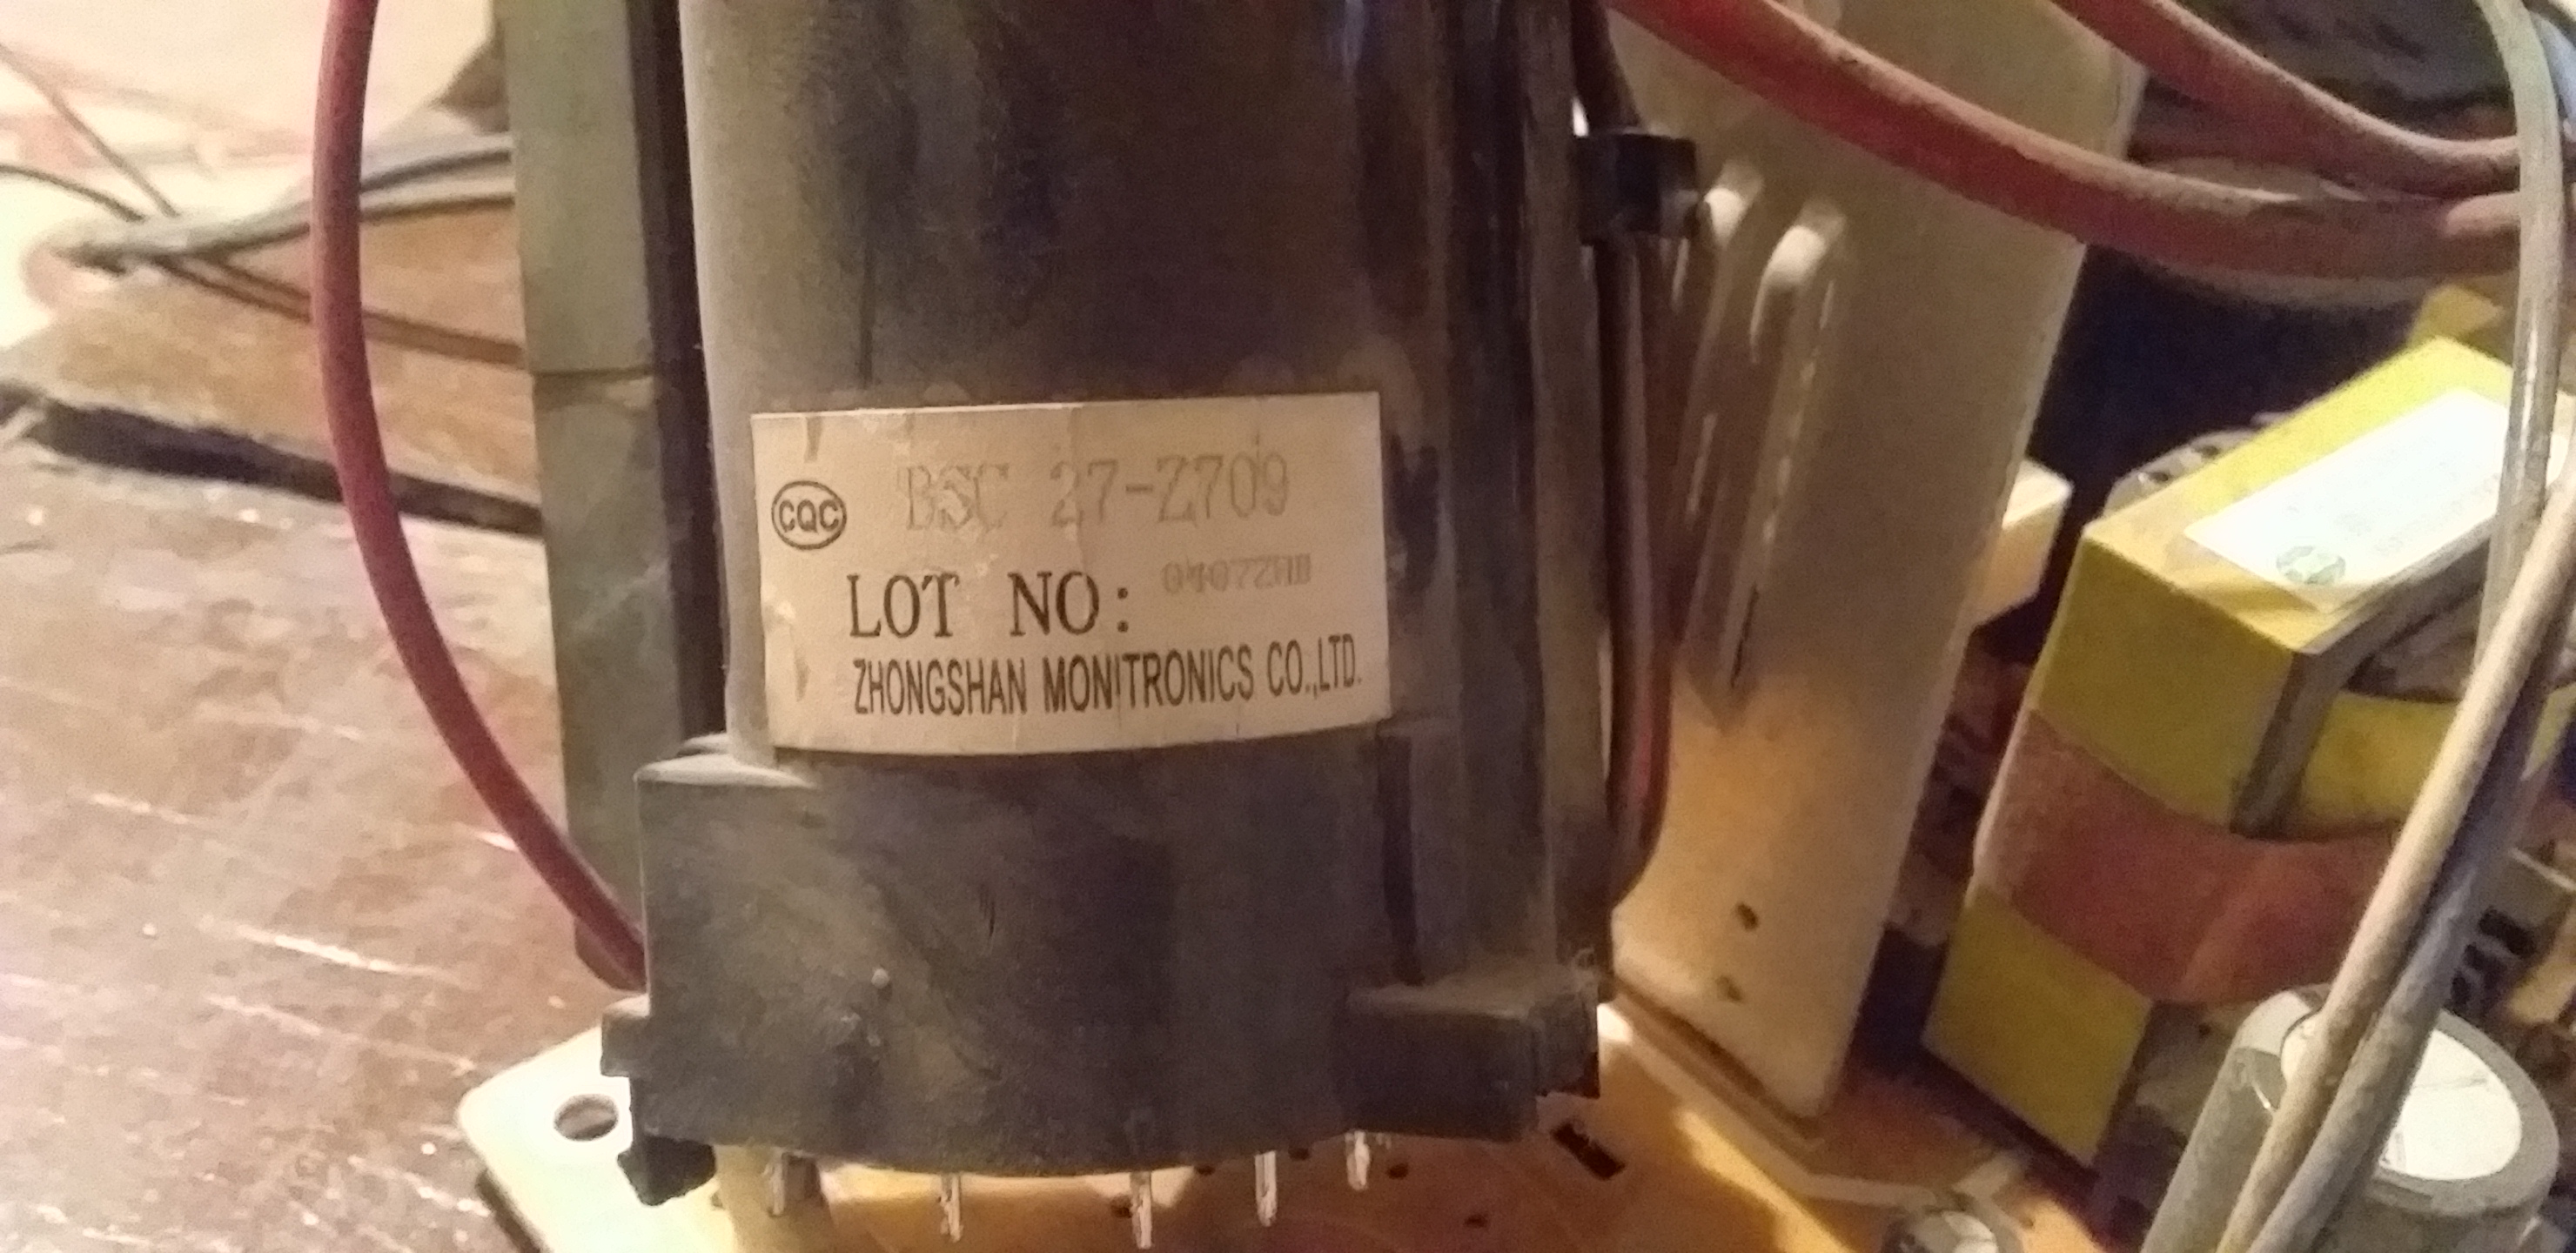 CQC BSC 27-Z709
LOT NO:
ZHONGSHAN MONITRONICS CO.,LTD.